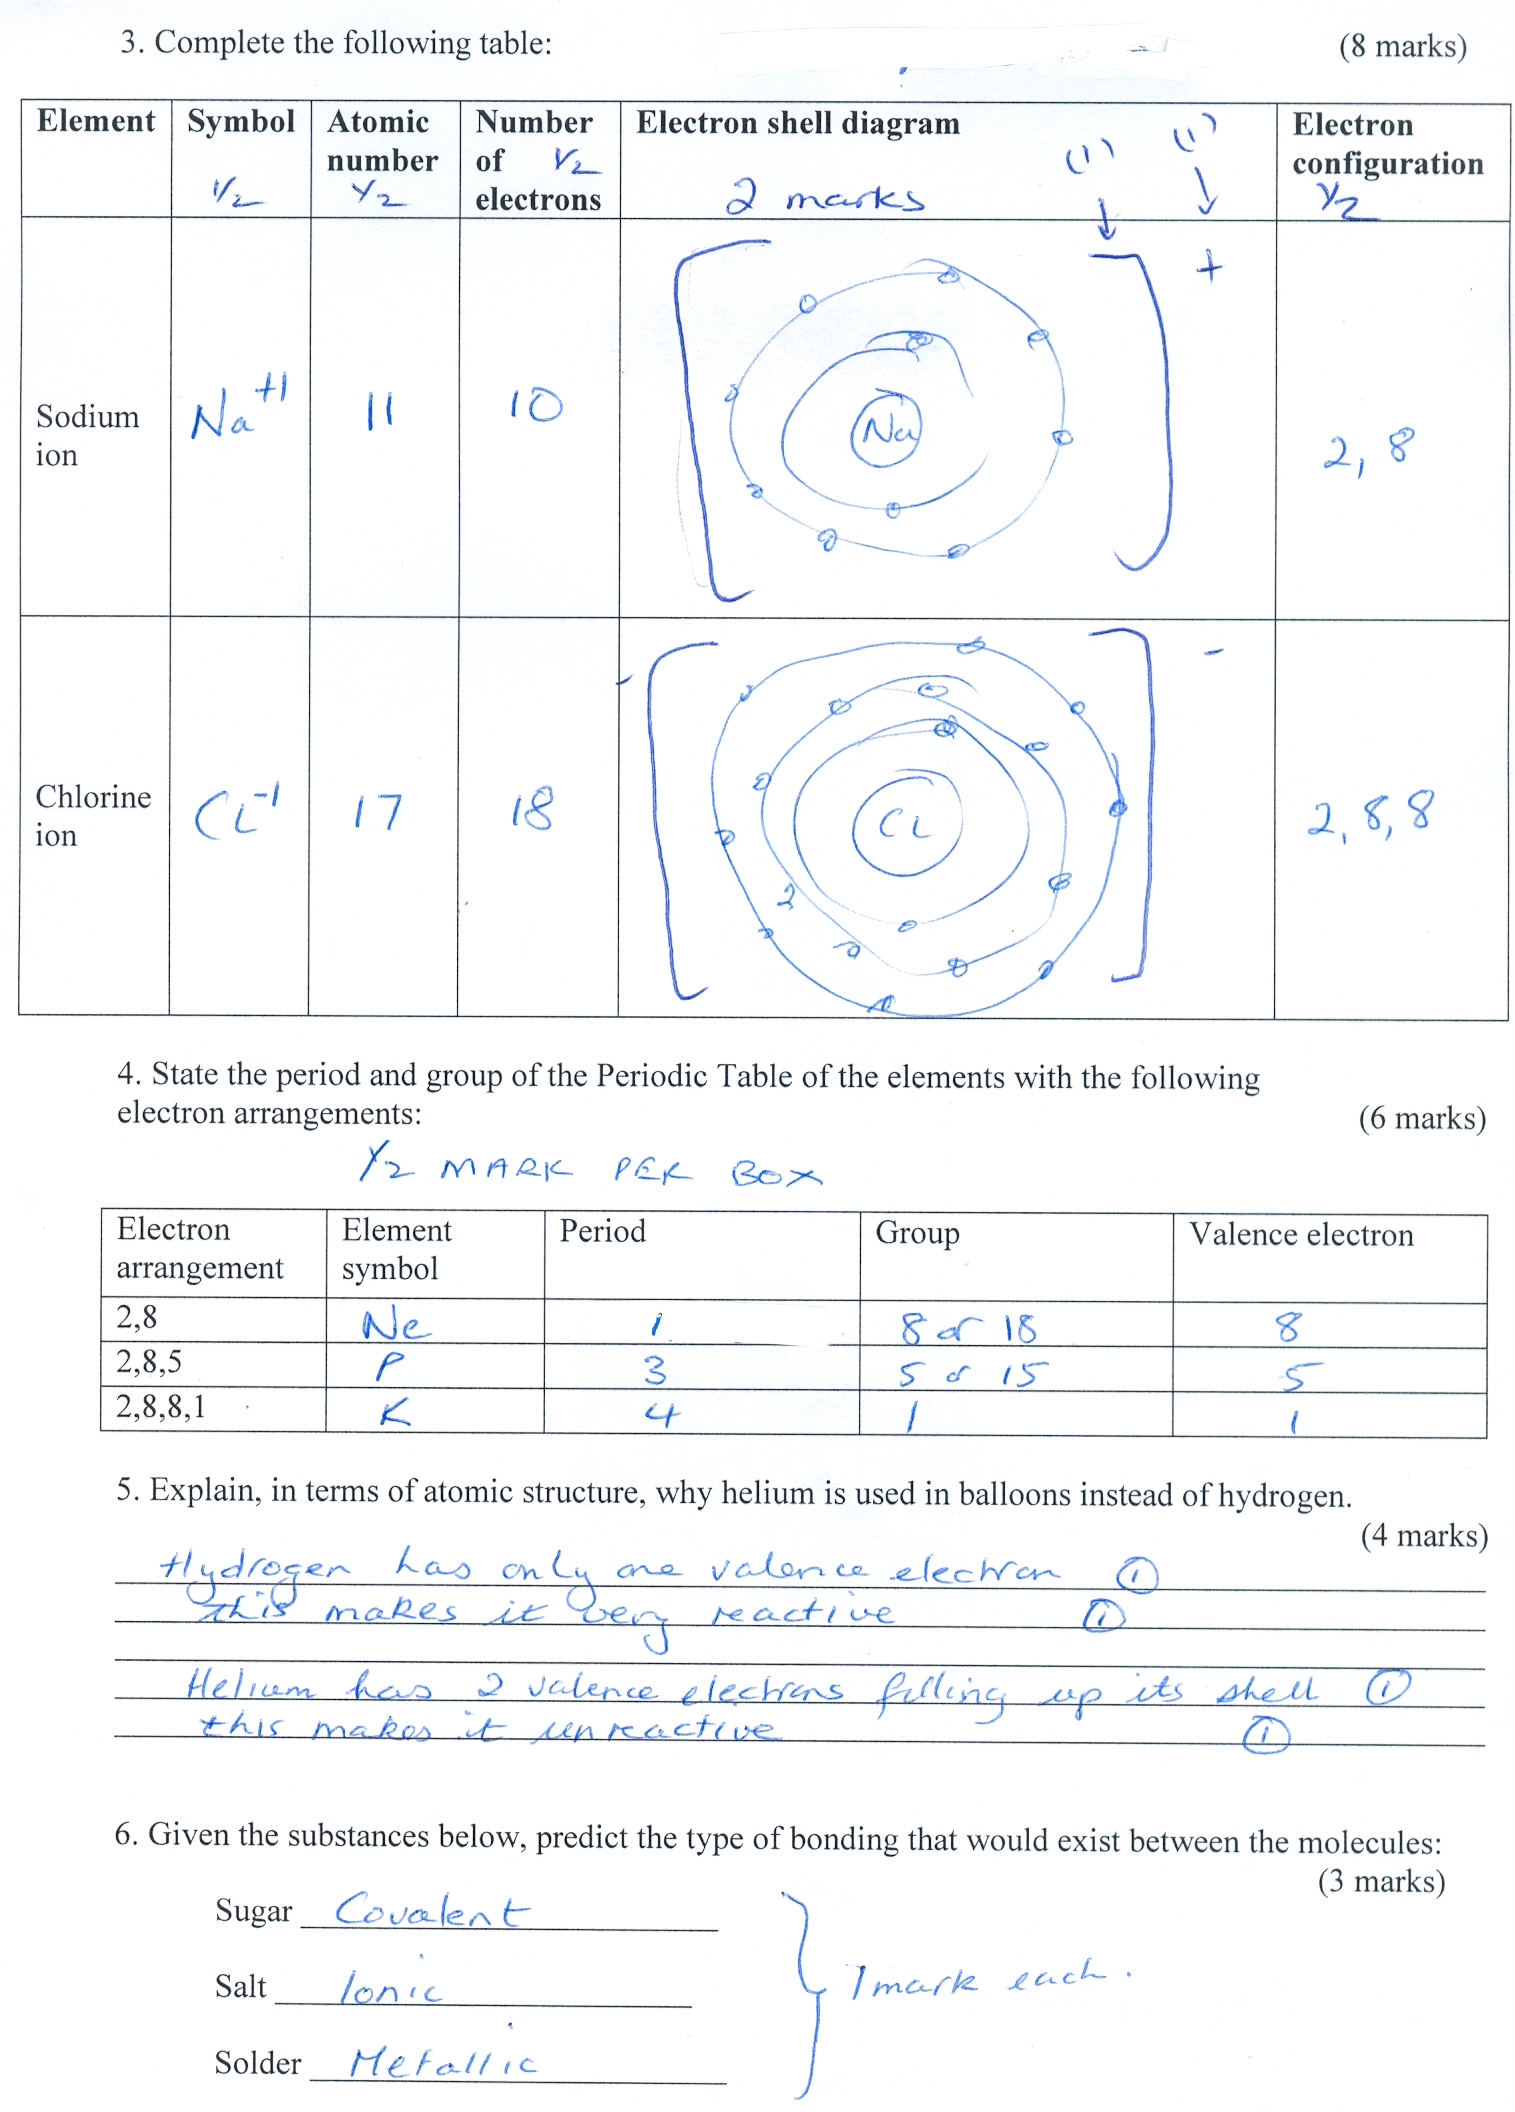 3. Complete the following table: (8 marks)
Element Symbol Atomic number Number of electrons Electron shell diagram Electron configuration
1/2 1/2 1/2 2 marks (1) (1) 1/2
Sodium ion Na+1 11 10 [Na] + 2, 8
Chlorine ion CL-1 17 18 [CL] - 2, 8, 8
4. State the period and group of the Periodic Table of the elements with the following
electron arrangements: (6 marks)
1/2 MARK PER BOX
Electron arrangement Element symbol Period Group Valence electron
2,8 Ne 1 8 or 18 8
2,8,5 P 3 5 or 15 5
2,8,8,1 K 4 1 1
5. Explain, in terms of atomic structure, why helium is used in balloons instead of hydrogen.
(4 marks)
Hydrogen has only one valence electron ①
this makes it very reactive ①
Helium has 2 valence electrons filling up its shell ①
this makes it unreactive ①
6. Given the substances below, predict the type of bonding that would exist between the molecules:
(3 marks)
Sugar Covalent
Salt Ionic
1 mark each.
Solder Metallic